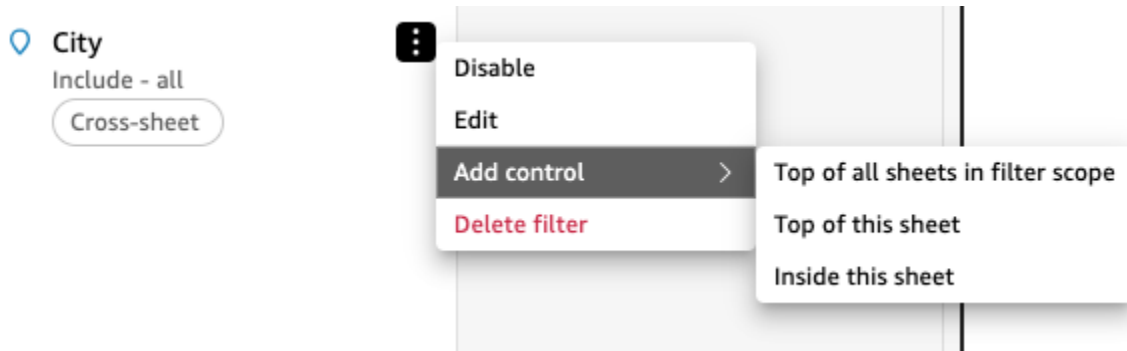 City
Include - all
Cross-sheet
Disable
Edit
Add control
Delete filter
Top of all sheets in filter scope
Top of this sheet
Inside this sheet